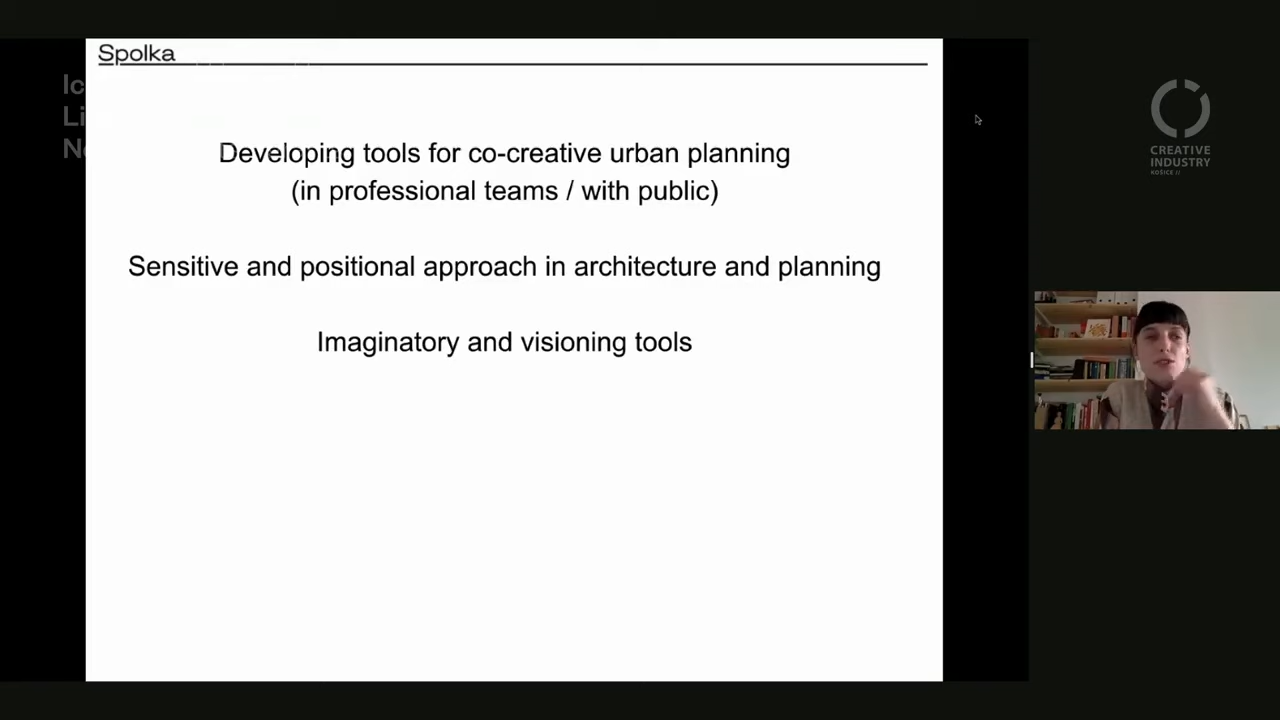 Spolka
Developing tools for co-creative urban planning
(in professional teams / with public)
Sensitive and positional approach in architecture and planning
Imaginatory and visioning tools
CREATIVE
INDUSTRY
KOŠICE //